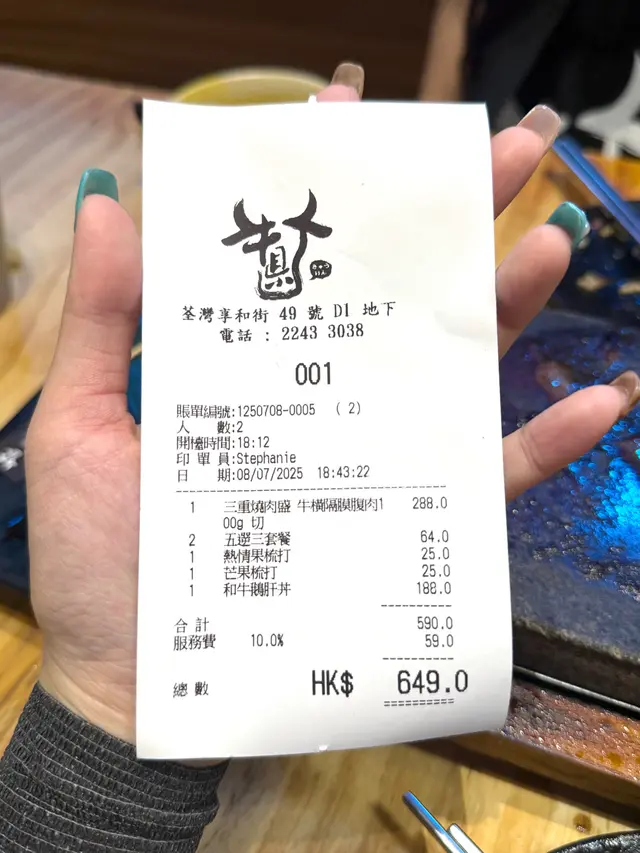 荃灣享和街 49 號 D1 地下
電話 : 2243 3038
001
賬單編號:1250708-0005 ( 2)
人 數:2
開檯時間:18:12
印 單 員:Stephanie
日 期:08/07/2025 18:43:22
1 三重燒肉盛 牛橫隔膜腹肉1 288.0
00g 切
2 五選三套餐 64.0
1 熱情果梳打 25.0
1 芒果梳打 25.0
1 和牛鵝肝丼 188.0
合 計 590.0
服務費 10.0% 59.0
總 數 HK$ 649.0